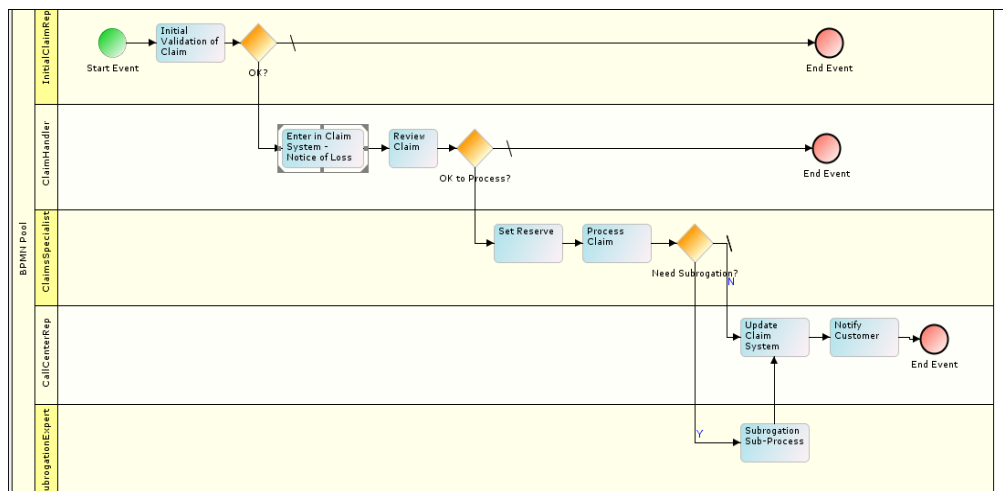 BPMN Pool
InitialClaimRep
Start Event
Initial
Validation of
Claim
OK?
End Event
ClaimHandler
Enter in Claim
System -
Notice of Loss
Review
Claim
OK to Process?
End Event
ClaimsSpecialist
Set Reserve
Process
Claim
Need Subrogation?
N
CallCenterRep
Update
Claim
System
Notify
Customer
End Event
ubrogationExpert
Y
Subrogation
Sub-Process